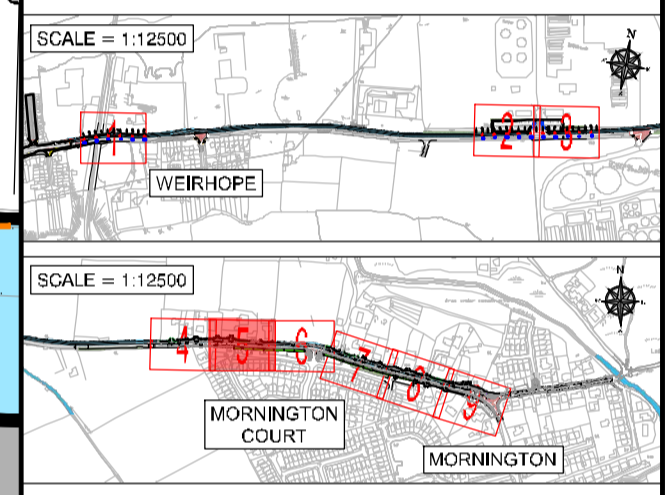 SCALE = 1:12500
N
1
2
3
WEIRHOPE
SCALE = 1:12500
N
4
5
6
7
8
9
MORNINGTON
COURT
MORNINGTON